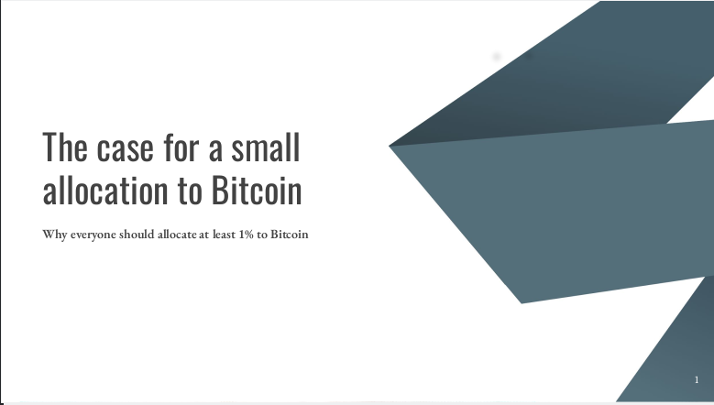 The case for a small
allocation to Bitcoin
Why everyone should allocate at least 1% to Bitcoin
1